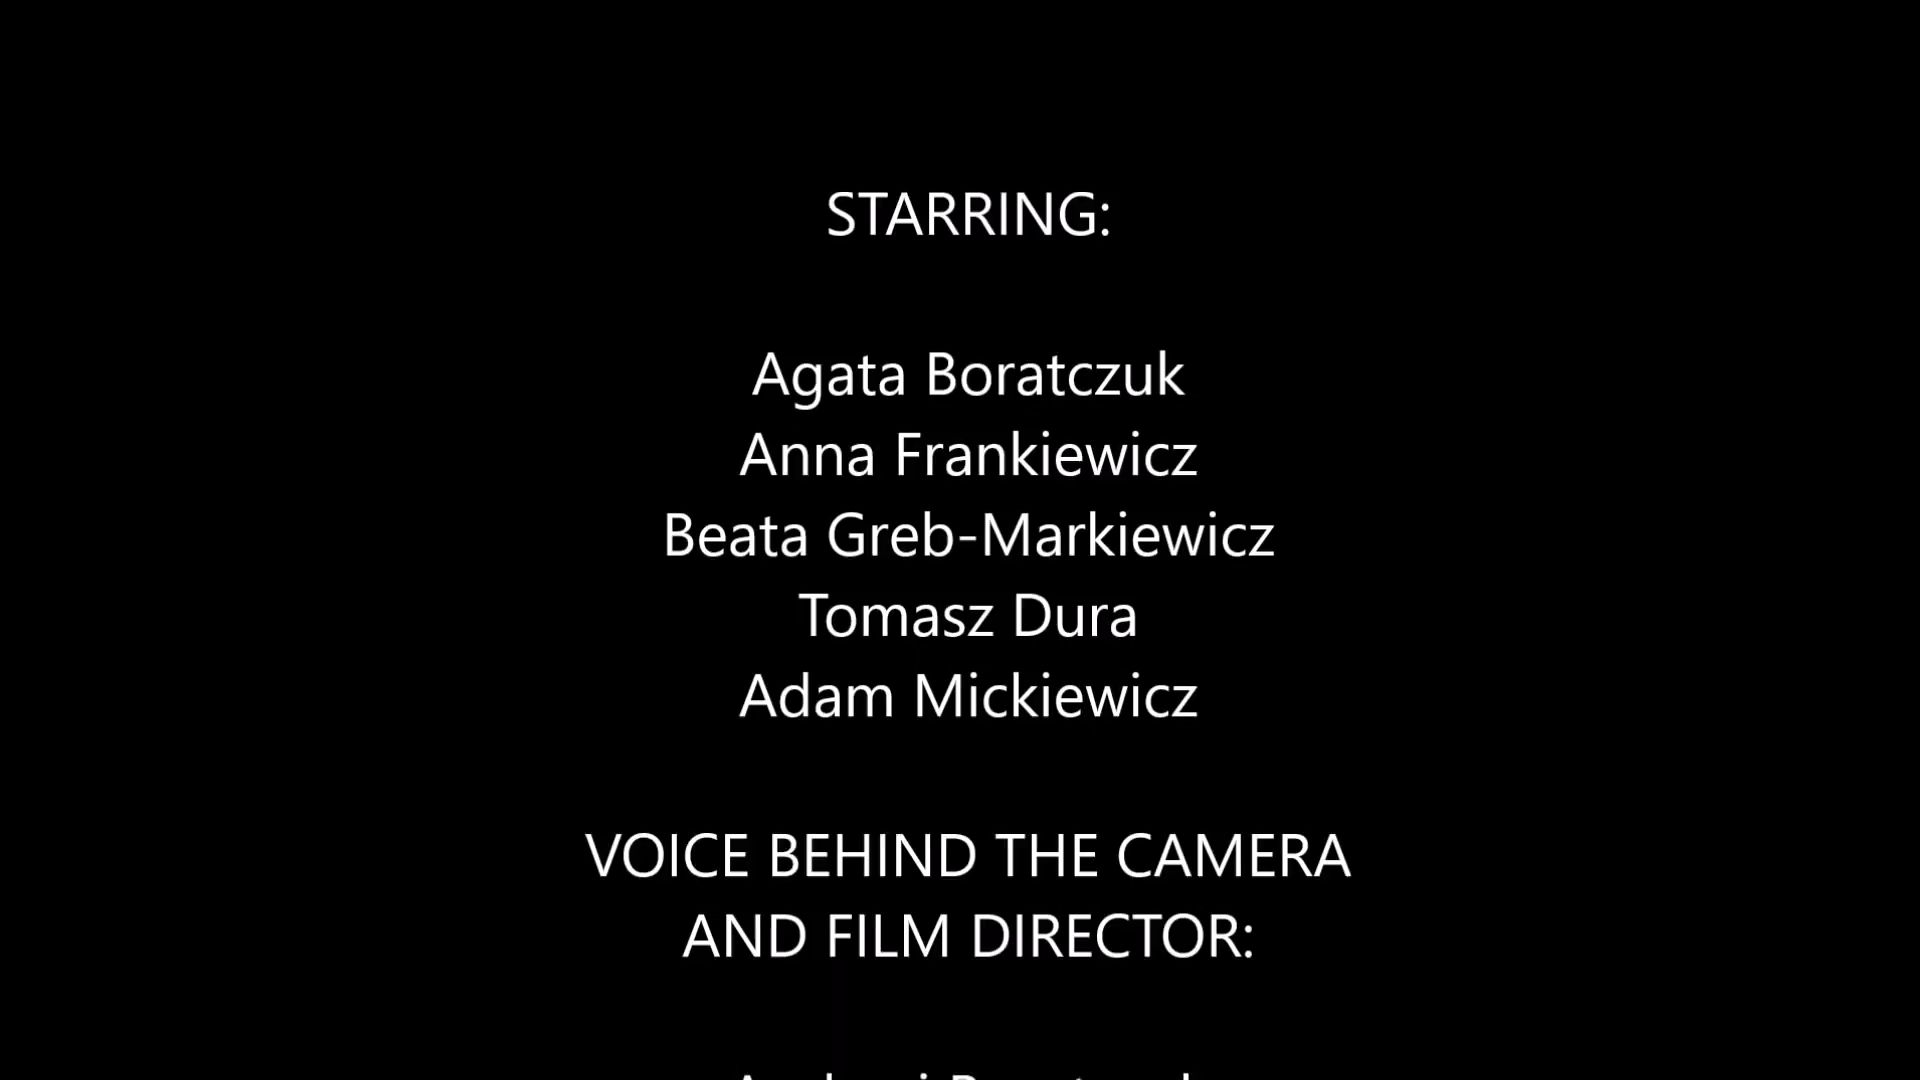 STARRING:
Agata Boratczuk
Anna Frankiewicz
Beata Greb-Markiewicz
Tomasz Dura
Adam Mickiewicz
VOICE BEHIND THE CAMERA
AND FILM DIRECTOR: